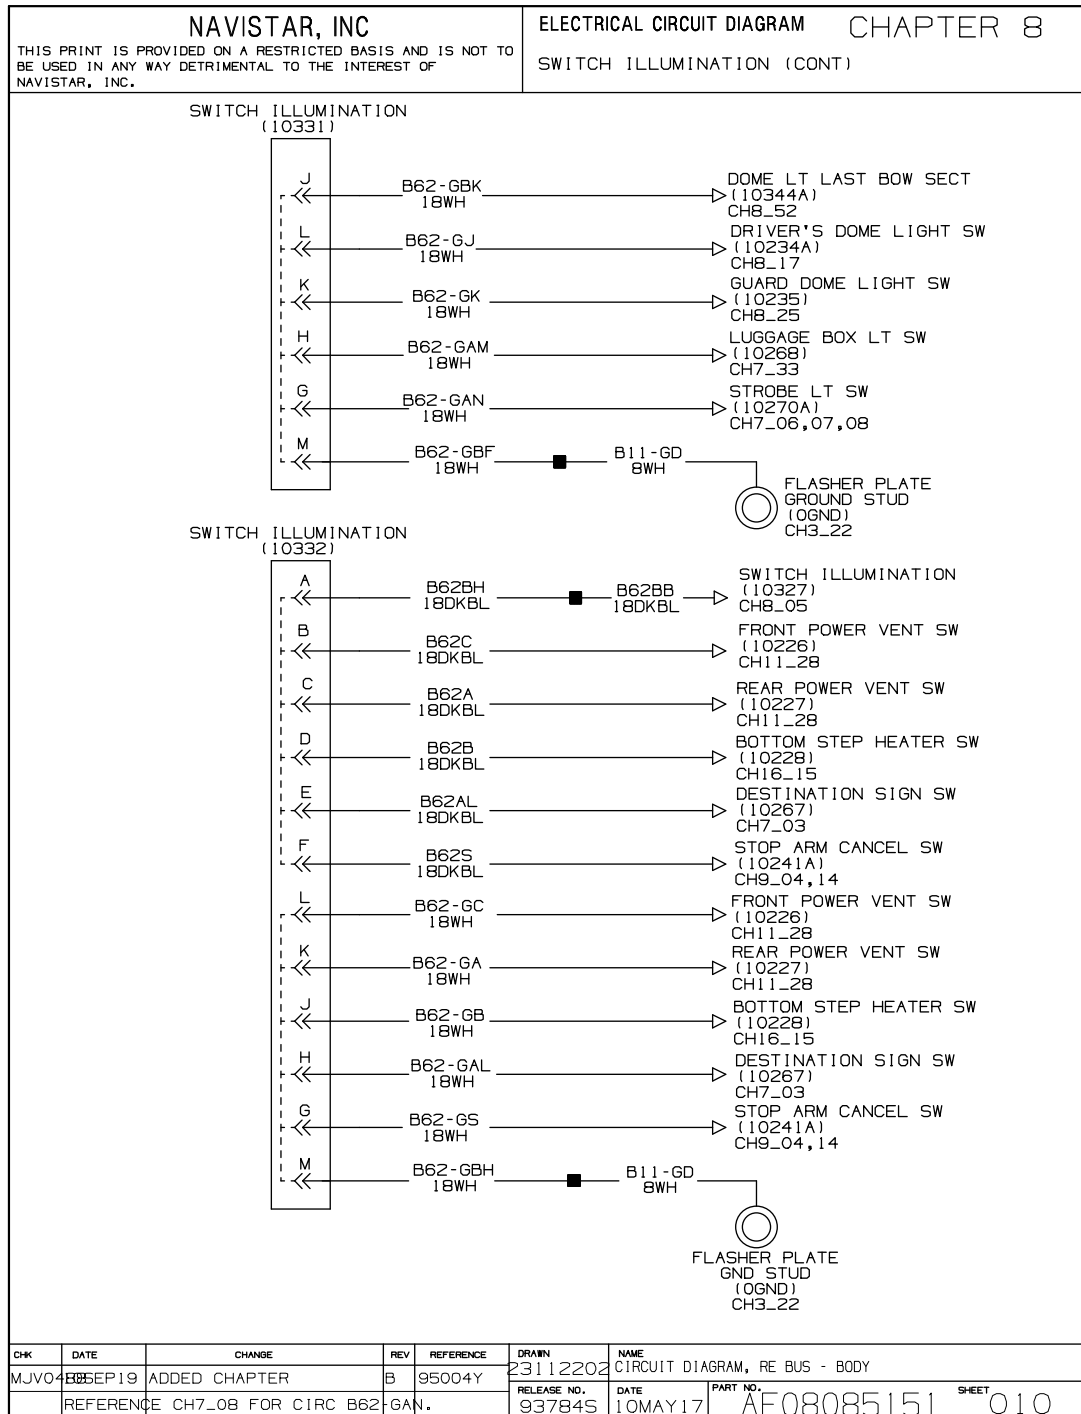 NAVISTAR, INC
THIS PRINT IS PROVIDED ON A RESTRICTED BASIS AND IS NOT TO
BE USED IN ANY WAY DETRIMENTAL TO THE INTEREST OF
NAVISTAR, INC.
ELECTRICAL CIRCUIT DIAGRAM CHAPTER 8
SWITCH ILLUMINATION (CONT)
SWITCH ILLUMINATION
(10331)
J
B62-GBK
18WH
DOME LT LAST BOW SECT
(10344A)
CH8_52
L
B62-GJ
18WH
DRIVER'S DOME LIGHT SW
(10234A)
CH8_17
K
B62-GK
18WH
GUARD DOME LIGHT SW
(10235)
CH8_25
H
B62-GAM
18WH
LUGGAGE BOX LT SW
(10268)
CH7_33
G
B62-GAN
18WH
STROBE LT SW
(10270A)
CH7_06,07,08
M
B62-GBF
18WH
B11-GD
8WH
FLASHER PLATE
GROUND STUD
(OGND)
CH3_22
SWITCH ILLUMINATION
(10332)
A
B62BH
18DKBL
B62BB
18DKBL
SWITCH ILLUMINATION
(10327)
CH8_05
B
B62C
18DKBL
FRONT POWER VENT SW
(10226)
CH11_28
C
B62A
18DKBL
REAR POWER VENT SW
(10227)
CH11_28
D
B62B
18DKBL
BOTTOM STEP HEATER SW
(10228)
CH16_15
E
B62AL
18DKBL
DESTINATION SIGN SW
(10267)
CH7_03
F
B62S
18DKBL
STOP ARM CANCEL SW
(10241A)
CH9_04,14
L
B62-GC
18WH
FRONT POWER VENT SW
(10226)
CH11_28
K
B62-GA
18WH
REAR POWER VENT SW
(10227)
CH11_28
J
B62-GB
18WH
BOTTOM STEP HEATER SW
(10228)
CH16_15
H
B62-GAL
18WH
DESTINATION SIGN SW
(10267)
CH7_03
G
B62-GS
18WH
STOP ARM CANCEL SW
(10241A)
CH9_04,14
M
B62-GBH
18WH
B11-GD
8WH
FLASHER PLATE
GND STUD
(OGND)
CH3_22
CHK DATE CHANGE REV REFERENCE
ADDED CHAPTER B 95004Y
REFERENCE CH7_08 FOR CIRC B62-GAN.
DRAWN
23112202
NAME
CIRCUIT DIAGRAM, RE BUS - BODY
RELEASE NO.
93784S
DATE
10MAY17
PART NO.
AF08085151
SHEET
010